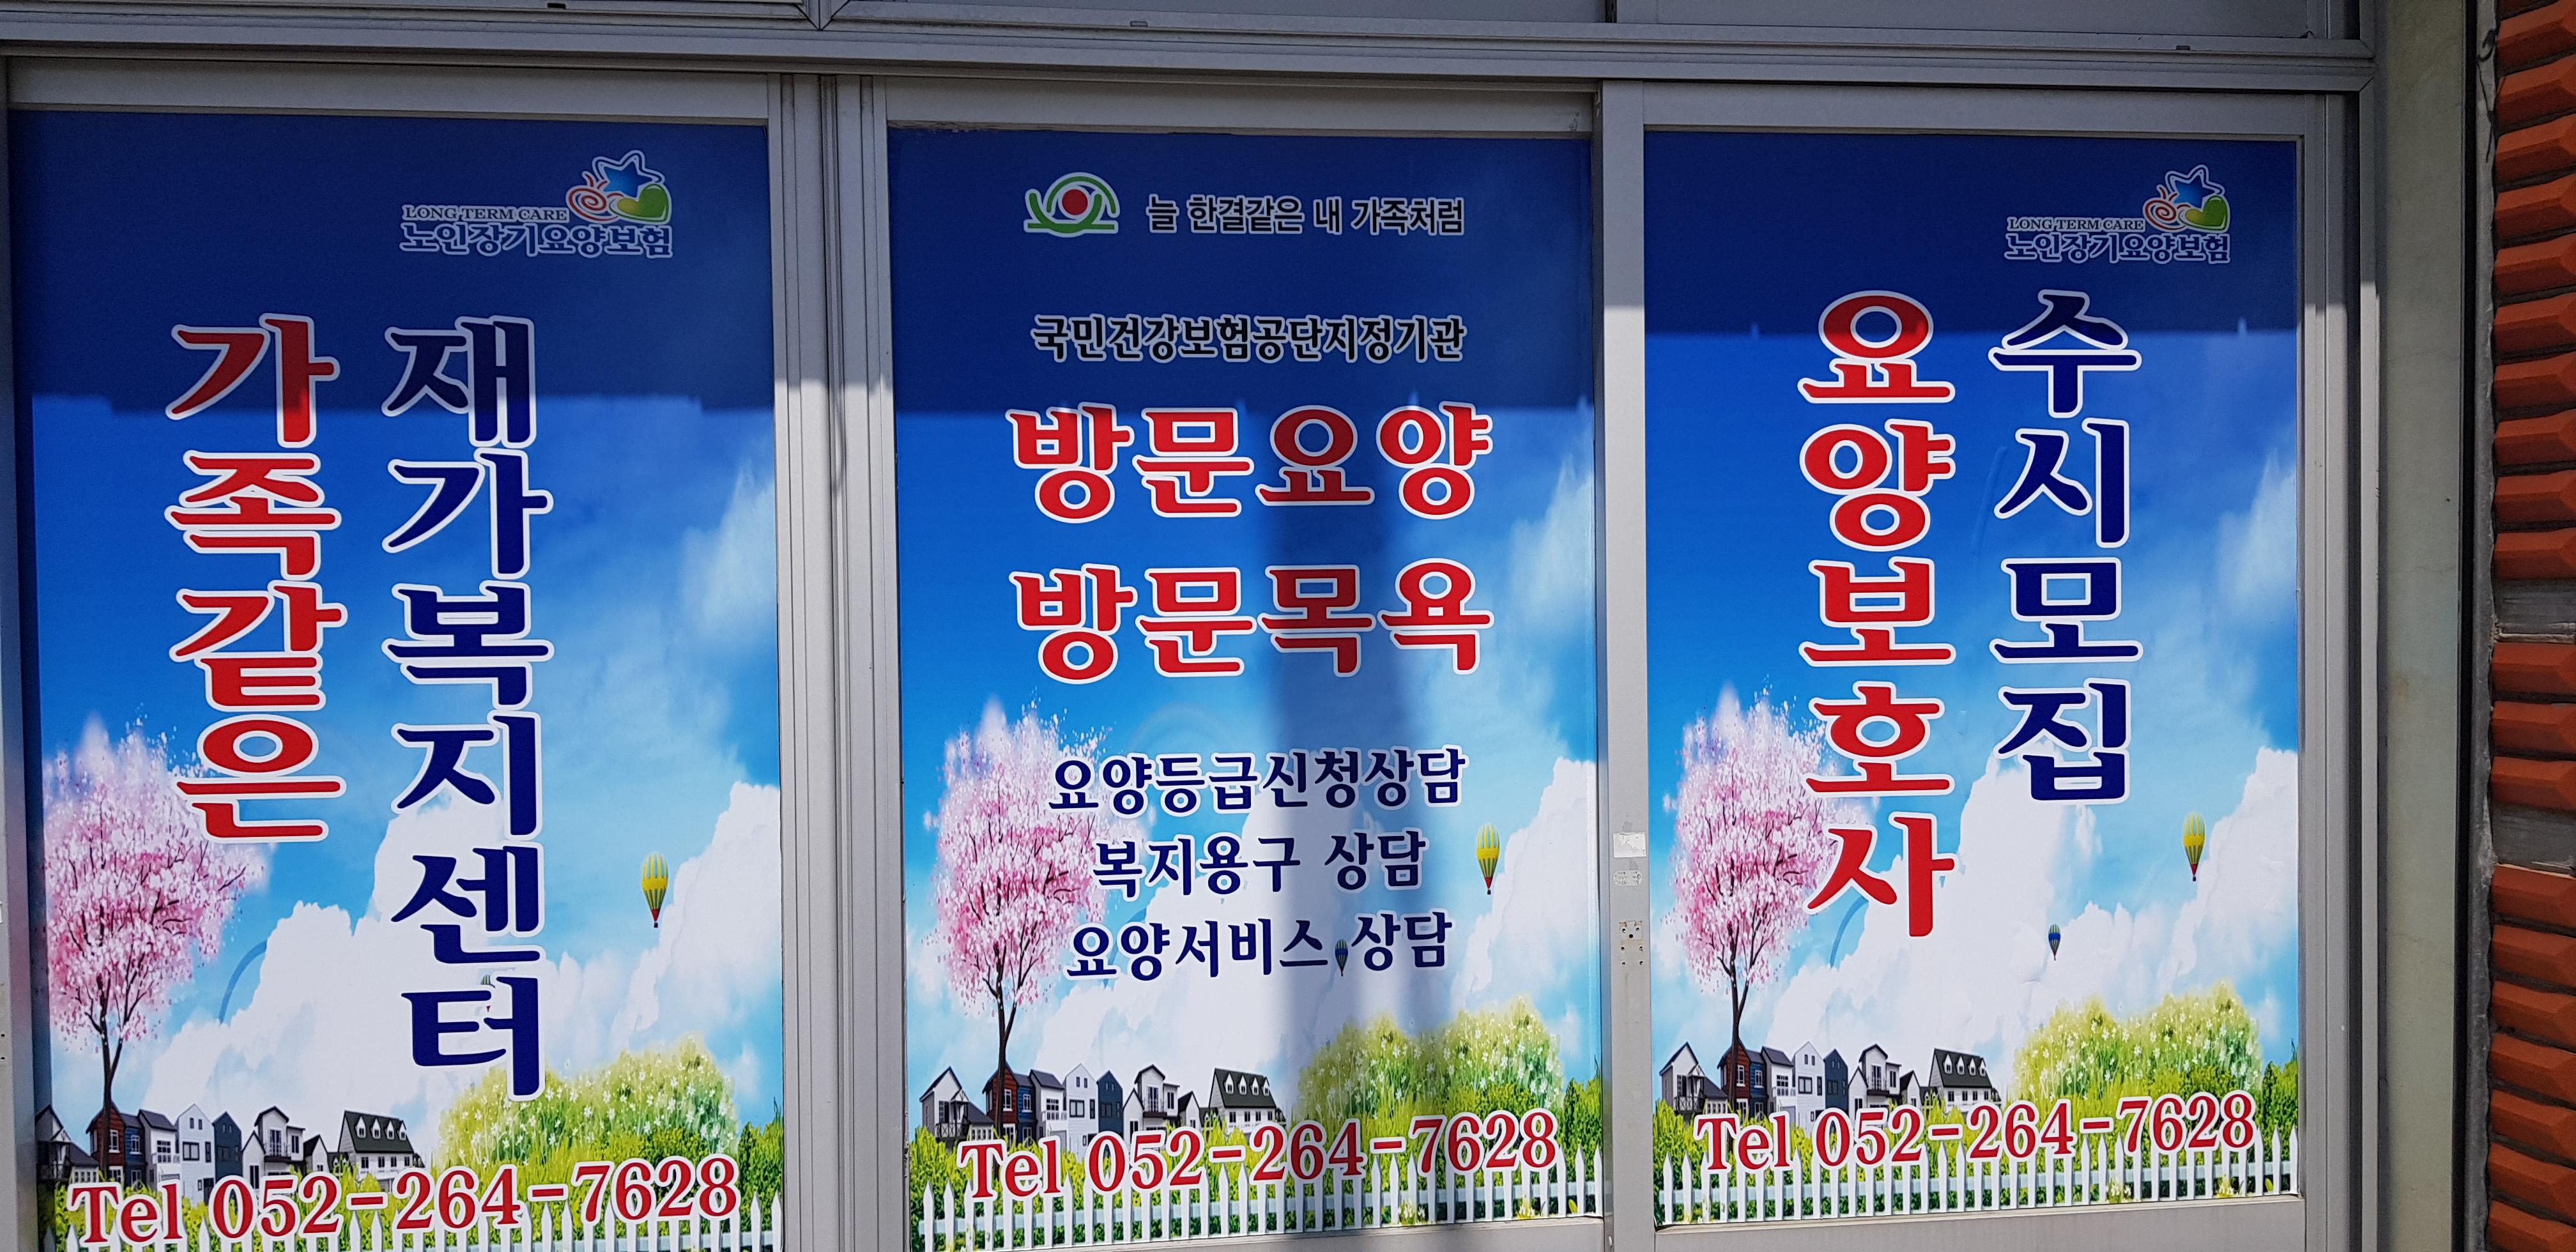 LONG-TERM CARE
노인장기요양보험
가족같은
재가복지센터
Tel 052-264-7628
늘 한결같은 내 가족처럼
국민건강보험공단지정기관
방문요양
방문목욕
요양등급신청상담
복지용구 상담
요양서비스 상담
Tel 052-264-7628
LONG-TERM CARE
노인장기요양보험
요양보호사
수시모집
Tel 052-264-7628